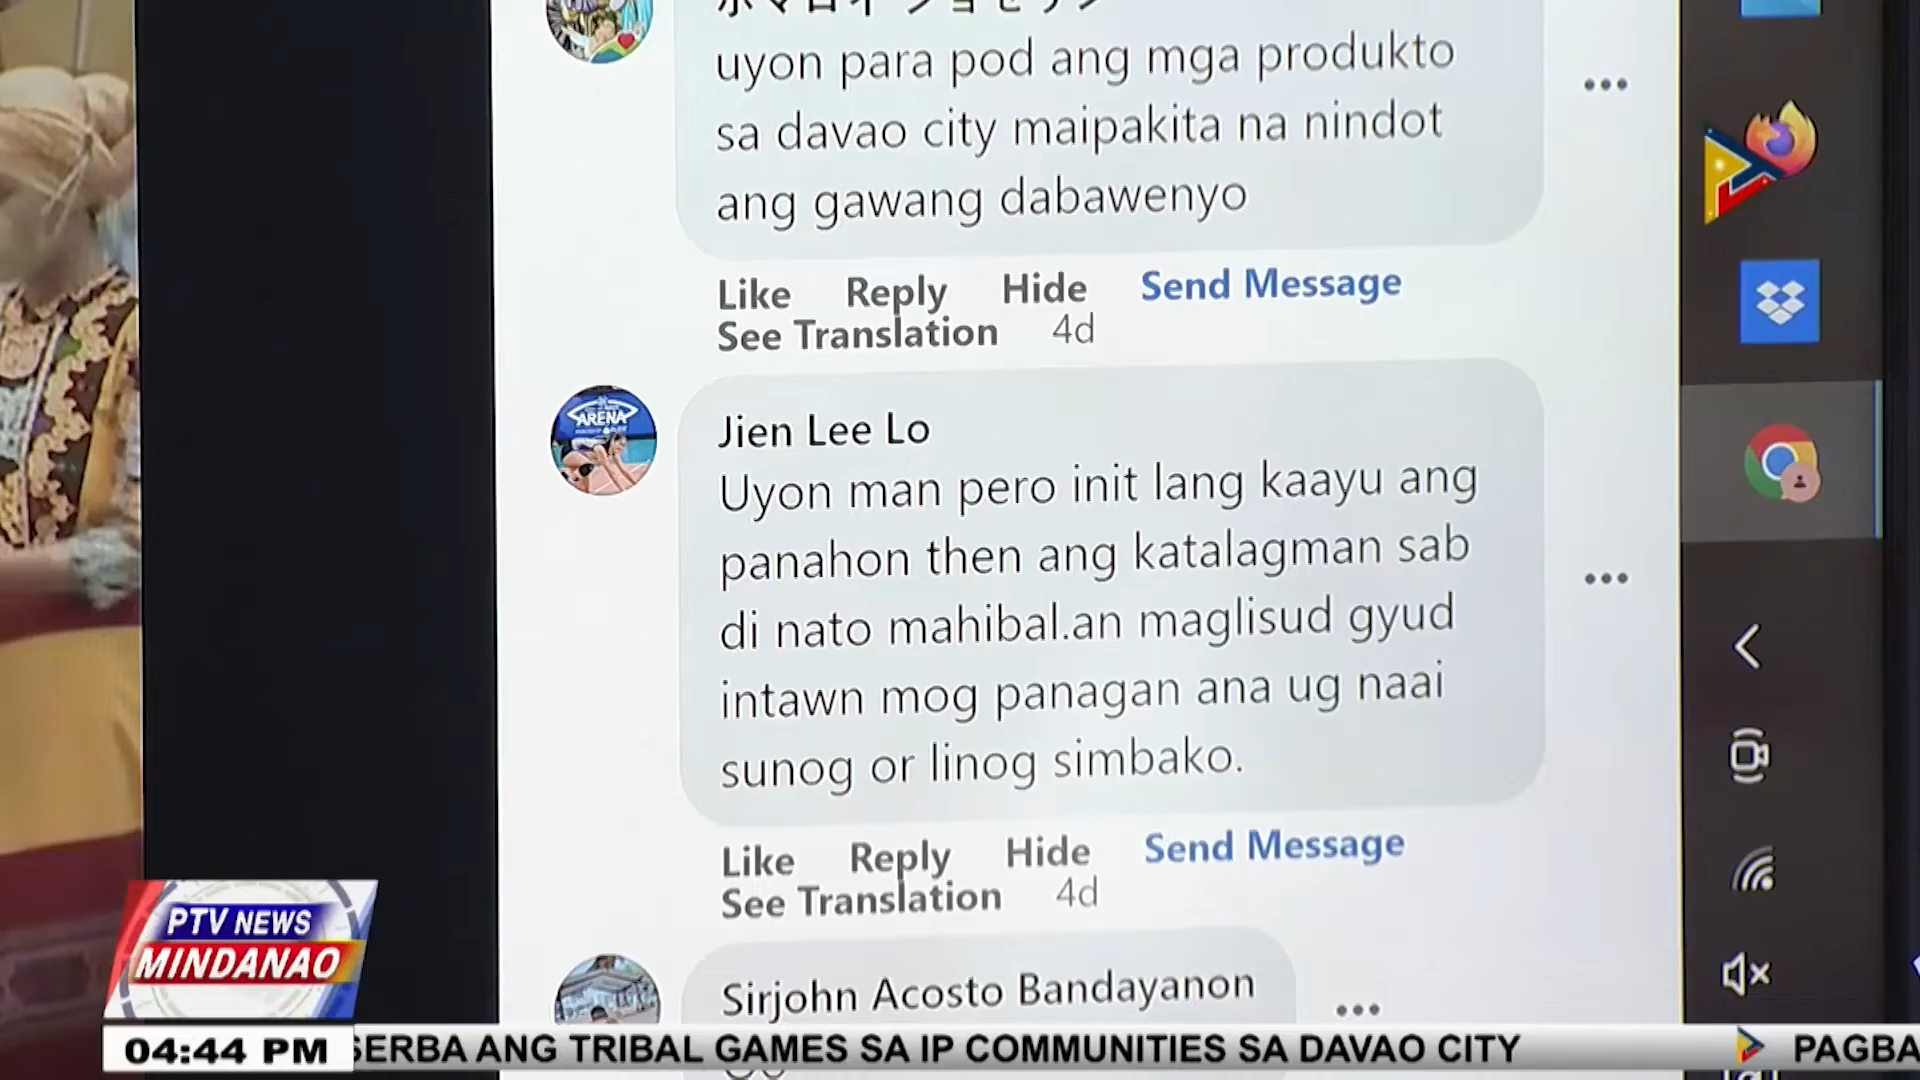 uyon para pod ang mga produkto
sa davao city maipakita na nindot
ang gawang dabawenyo
Like Reply Hide Send Message
See Translation 4d
ARENA
Jien Lee Lo
Uyon man pero init lang kaayu ang
panahon then ang katalagman sab
di nato mahibal.an maglisud gyud
intawn mog panagan ana ug naai
sunog or linog simbako.
Like Reply Hide Send Message
See Translation 4d
Sirjohn Acosto Bandayanon
PTV NEWS
MINDANAO
04:44 PM
SERBA ANG TRIBAL GAMES SA IP COMMUNITIES SA DAVAO CITY
PAGBA